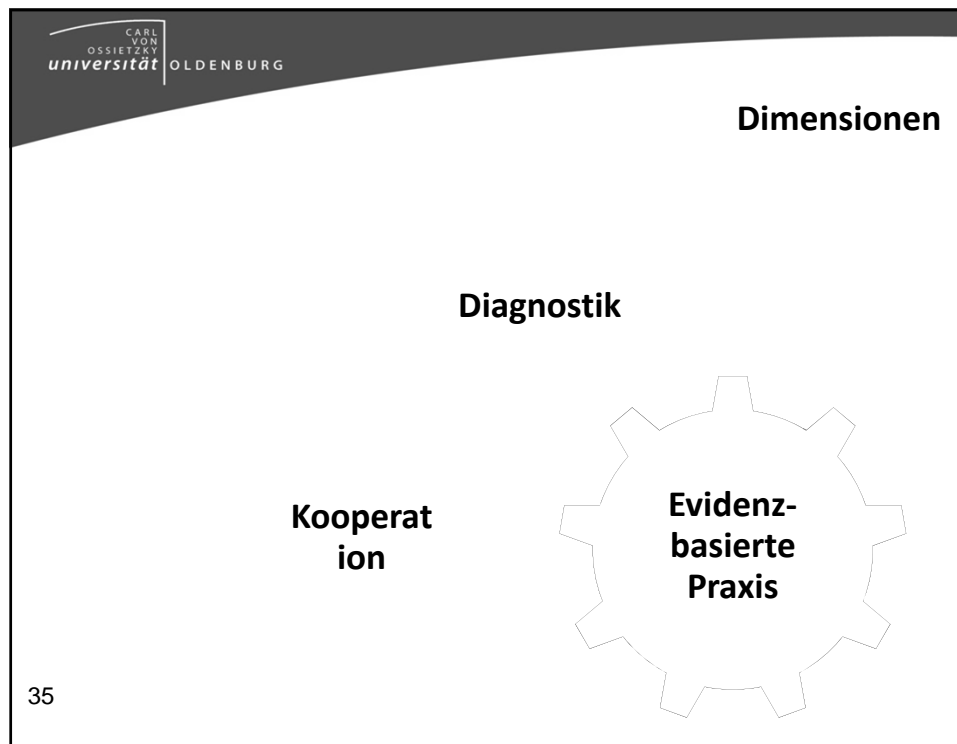 CARL
VON
OSSIETZKY
universität OLDENBURG
Dimensionen
Diagnostik
Kooperat
ion
Evidenz-
basierte
Praxis
35